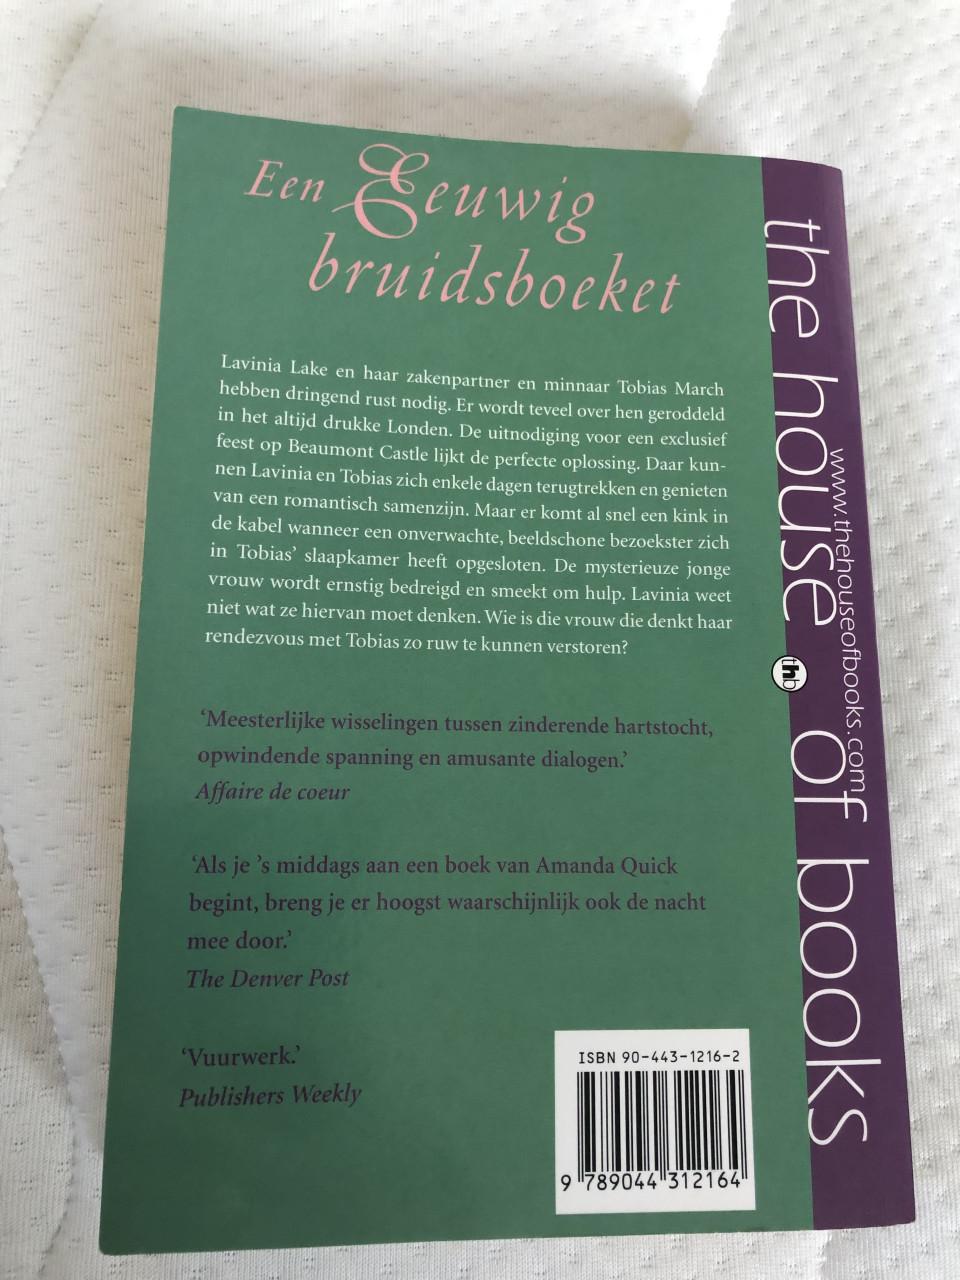 Een Eeuwig
bruidsboeket
Lavinia Lake en haar zakenpartner en minnaar Tobias March
hebben dringend rust nodig. Er wordt teveel over hen geroddeld
in het altijd drukke Londen. De uitnodiging voor een exclusief
feest op Beaumont Castle lijkt de perfecte oplossing. Daar kun-
nen Lavinia en Tobias zich enkele dagen terugtrekken en genieten
van een romantisch samenzijn. Maar er komt al snel een kink in
de kabel wanneer een onverwachte, beeldschone bezoekster zich
in Tobias’ slaapkamer heeft opgesloten. De mysterieuze jonge
vrouw wordt ernstig bedreigd en smeekt om hulp. Lavinia weet
niet wat ze hiervan moet denken. Wie is die vrouw die denkt haar
rendezvous met Tobias zo ruw te kunnen verstoren?
‘Meesterlijke wisselingen tussen zinderende hartstocht,
opwindende spanning en amusante dialogen.’
Affaire de coeur
‘Als je ’s middags aan een boek van Amanda Quick
begint, breng je er hoogst waarschijnlijk ook de nacht
mee door.’
The Denver Post
‘Vuurwerk.’
Publishers Weekly
ISBN 90-443-1216-2
9 789044 312164
the house of books
www.thehouseofbooks.com
thb